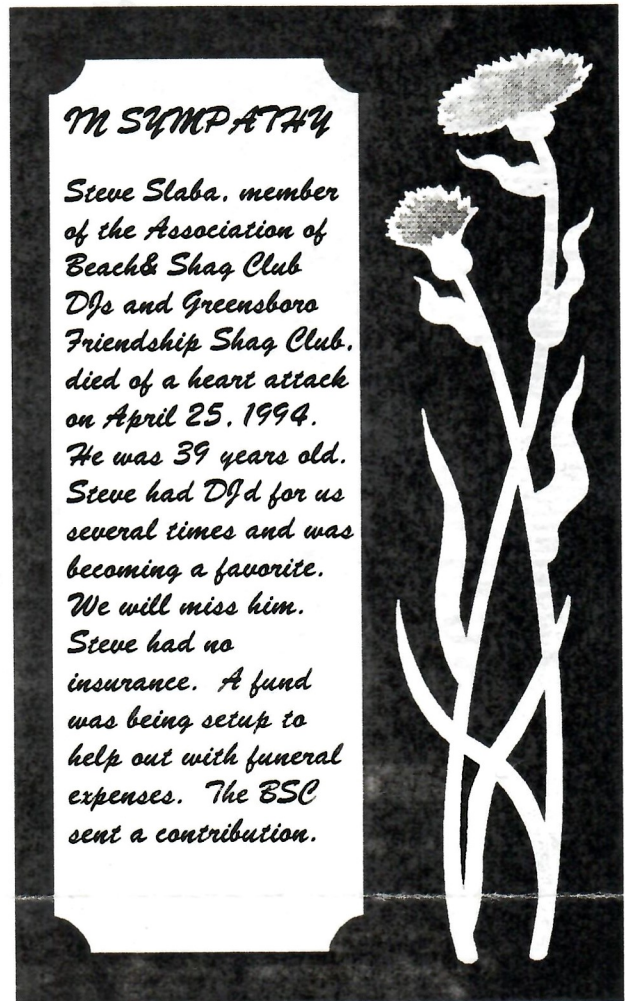 IN SYMPATHY
Steve Slaba, member
of the Association of
Beach& Shag Club
DJs and Greensboro
Friendship Shag Club,
died of a heart attack
on April 25, 1994.
He was 39 years old.
Steve had DJd for us
several times and was
becoming a favorite.
We will miss him.
Steve had no
insurance. A fund
was being setup to
help out with funeral
expenses. The BSC
sent a contribution.